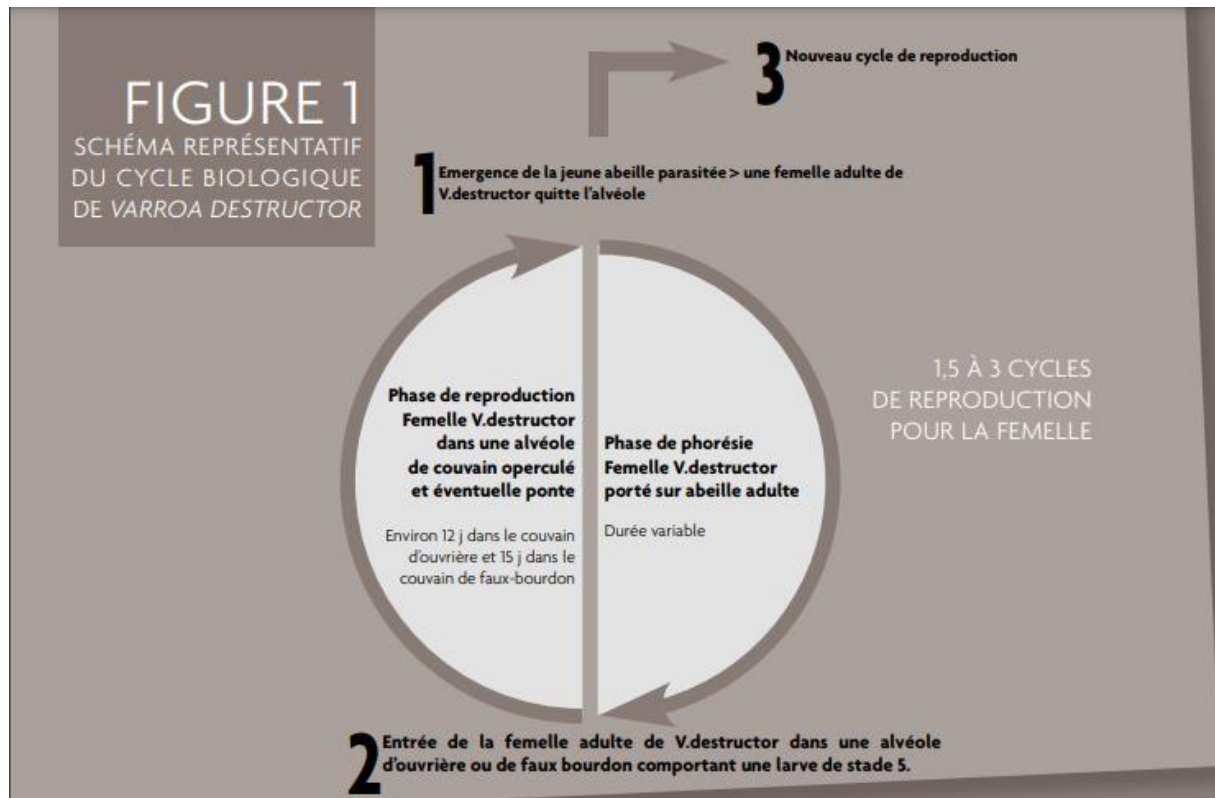 FIGURE 1
SCHÉMA REPRÉSENTATIF
DU CYCLE BIOLOGIQUE
DE VARROA DESTRUCTOR
3 Nouveau cycle de reproduction
1 Emergence de la jeune abeille parasitée > une femelle adulte de
V.destructor quitte l'alvéole
Phase de reproduction
Femelle V.destructor
dans une alvéole
de couvain operculé
et éventuelle ponte
Environ 12 j dans le couvain
d'ouvrière et 15 j dans le
couvain de faux-bourdon
Phase de phorésie
Femelle V.destructor
porté sur abeille adulte
Durée variable
1,5 À 3 CYCLES
DE REPRODUCTION
POUR LA FEMELLE
2 Entrée de la femelle adulte de V.destructor dans une alvéole
d'ouvrière ou de faux bourdon comportant une larve de stade 5.